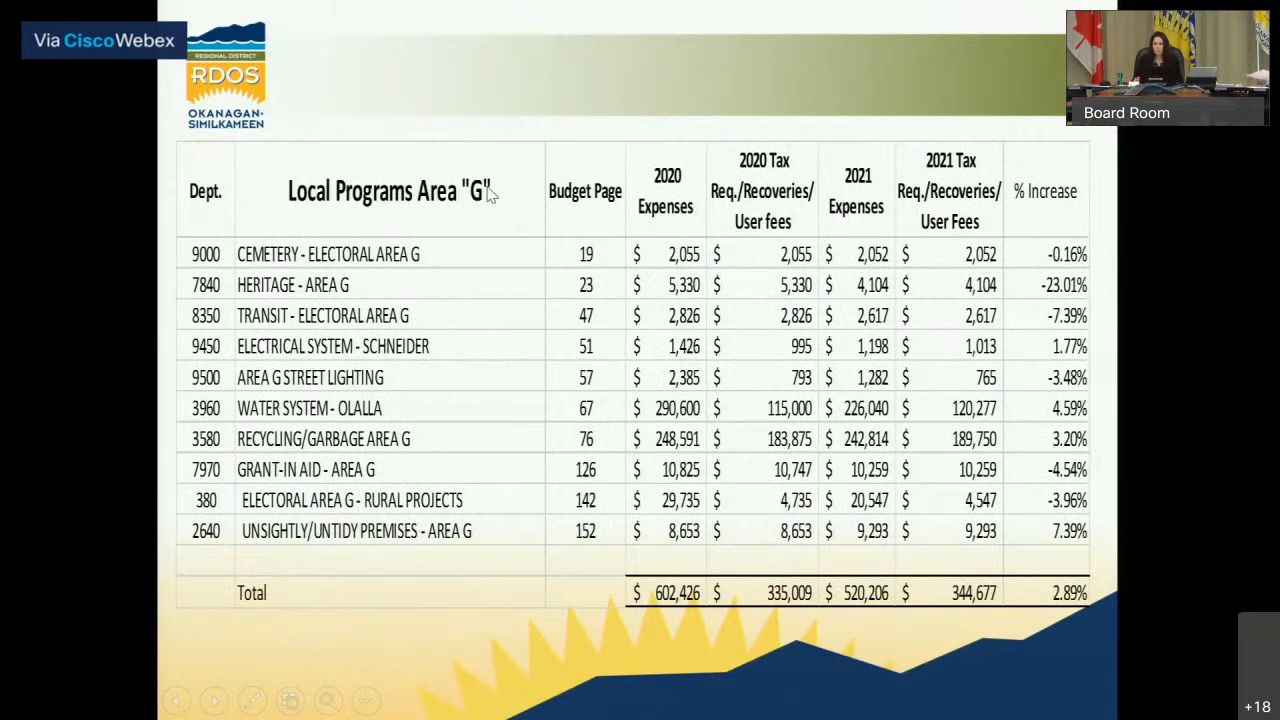 Via Cisco Webex
REGIONAL DISTRICT
RDOS
OKANAGAN-
SIMILKAMEEN
Board Room
Dept. Local Programs Area "G" Budget Page 2020 Expenses 2020 Tax Req./Recoveries/ User fees 2021 Expenses 2021 Tax Req./Recoveries/ User Fees % Increase
9000 CEMETERY - ELECTORAL AREA G 19 $ 2,055 $ 2,055 $ 2,052 $ 2,052 -0.16%
7840 HERITAGE - AREA G 23 $ 5,330 $ 5,330 $ 4,104 $ 4,104 -23.01%
8350 TRANSIT - ELECTORAL AREA G 47 $ 2,826 $ 2,826 $ 2,617 $ 2,617 -7.39%
9450 ELECTRICAL SYSTEM - SCHNEIDER 51 $ 1,426 $ 995 $ 1,198 $ 1,013 1.77%
9500 AREA G STREET LIGHTING 57 $ 2,385 $ 793 $ 1,282 $ 765 -3.48%
3960 WATER SYSTEM - OLALLA 67 $ 290,600 $ 115,000 $ 226,040 $ 120,277 4.59%
3580 RECYCLING/GARBAGE AREA G 76 $ 248,591 $ 183,875 $ 242,814 $ 189,750 3.20%
7970 GRANT-IN AID - AREA G 126 $ 10,825 $ 10,747 $ 10,259 $ 10,259 -4.54%
380 ELECTORAL AREA G - RURAL PROJECTS 142 $ 29,735 $ 4,735 $ 20,547 $ 4,547 -3.96%
2640 UNSIGHTLY/UNTIDY PREMISES - AREA G 152 $ 8,653 $ 8,653 $ 9,293 $ 9,293 7.39%
Total $ 602,426 $ 335,009 $ 520,206 $ 344,677 2.89%
+18